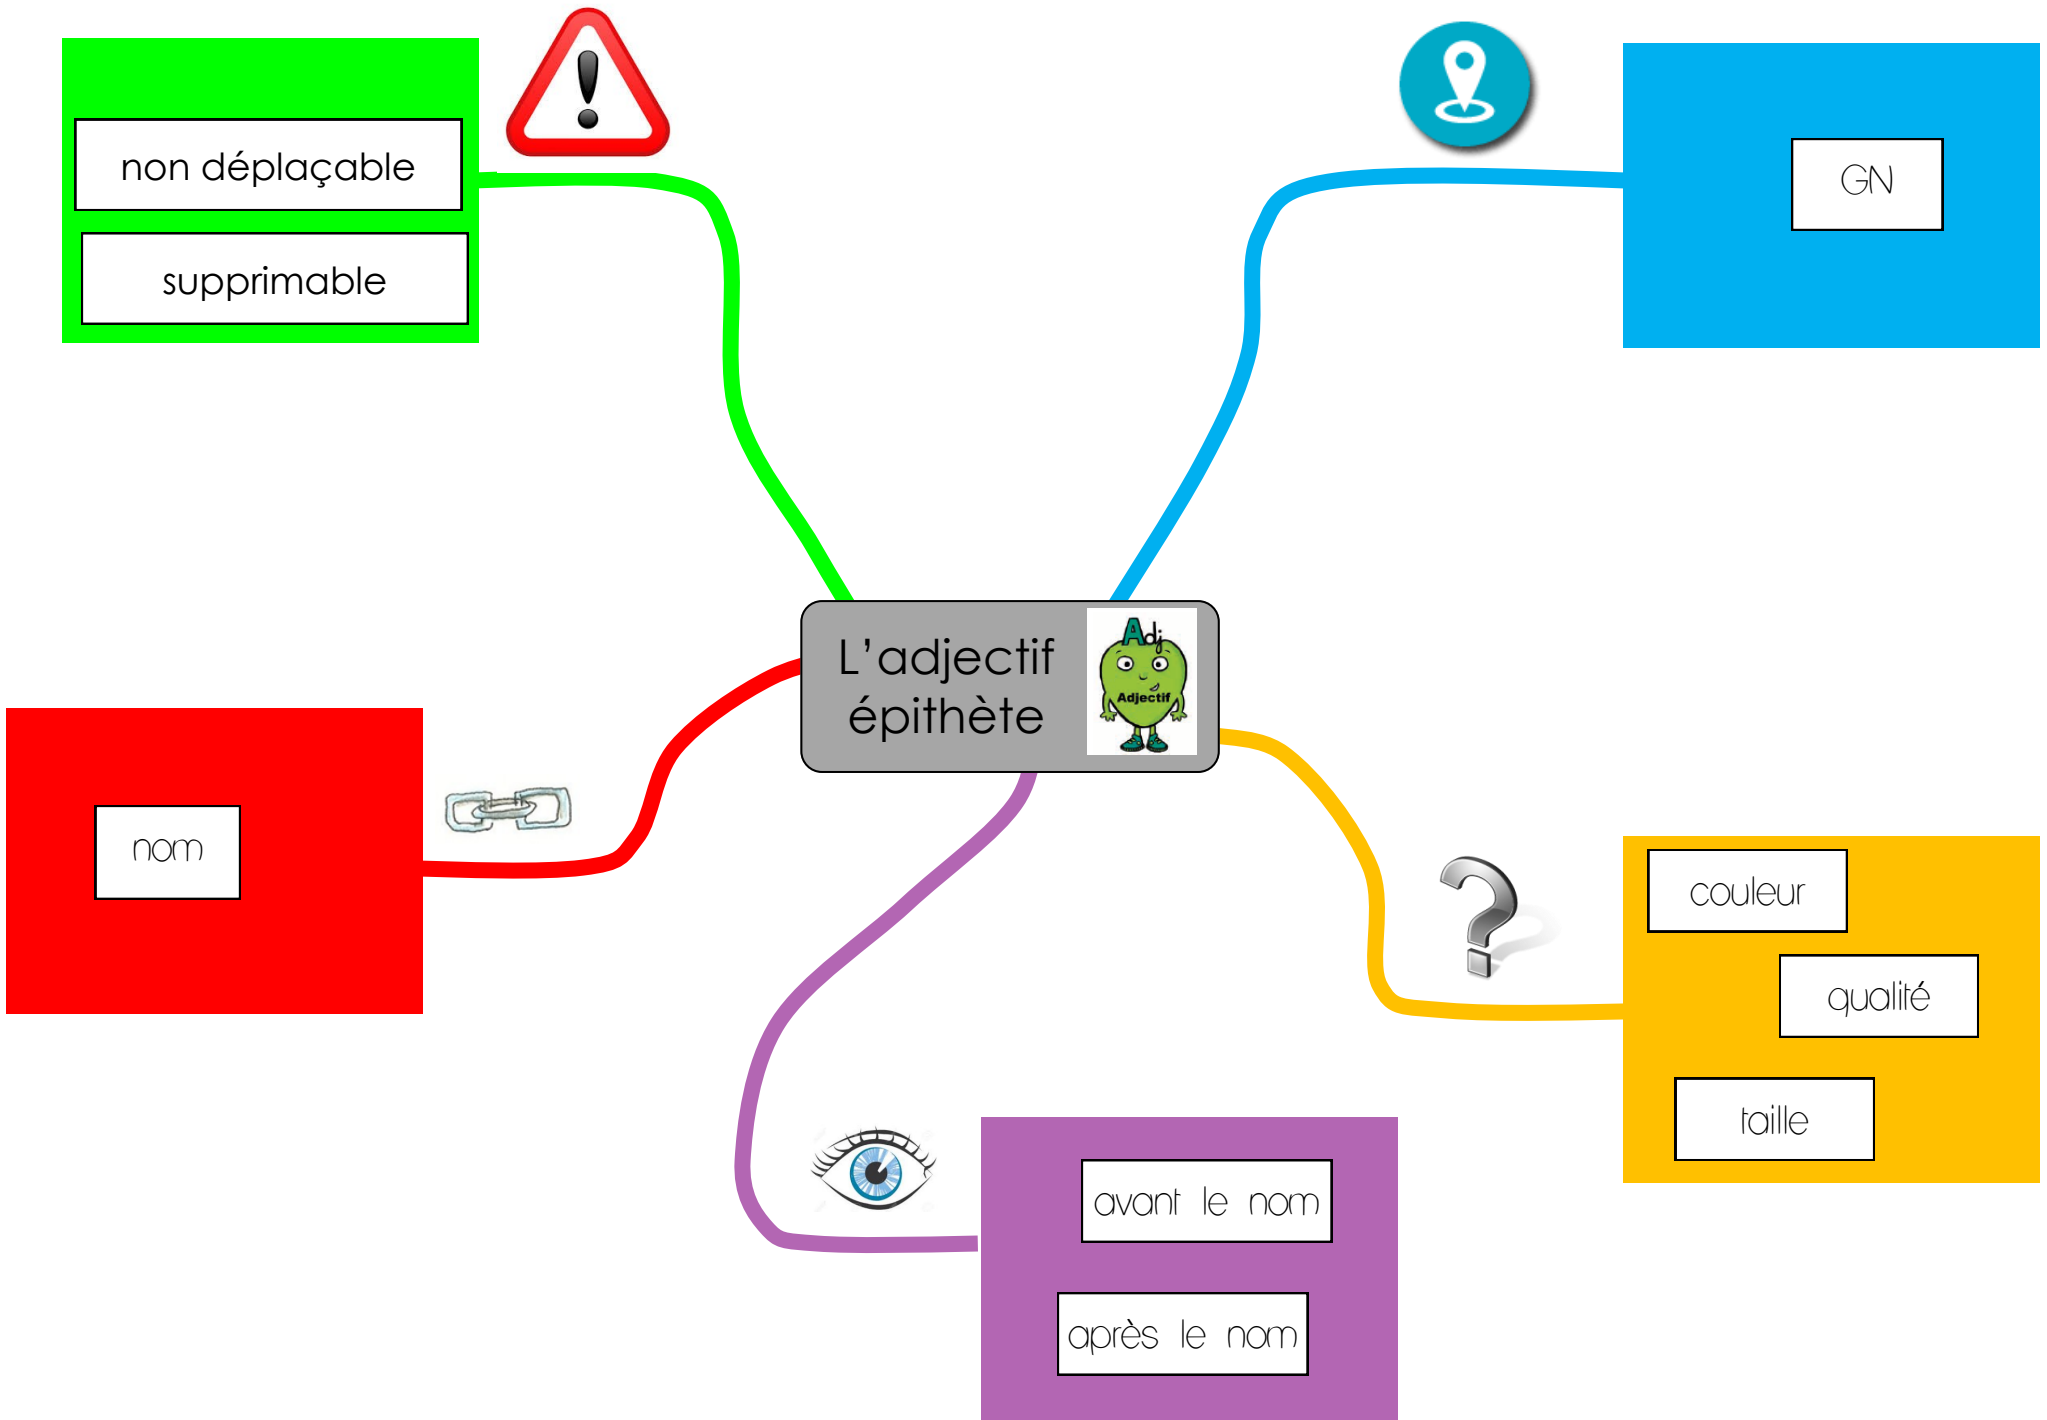 non déplaçable
supprimable
GN
L'adjectif
épithète
Adj
Adjectif
nom
couleur
qualité
taille
avant le nom
après le nom